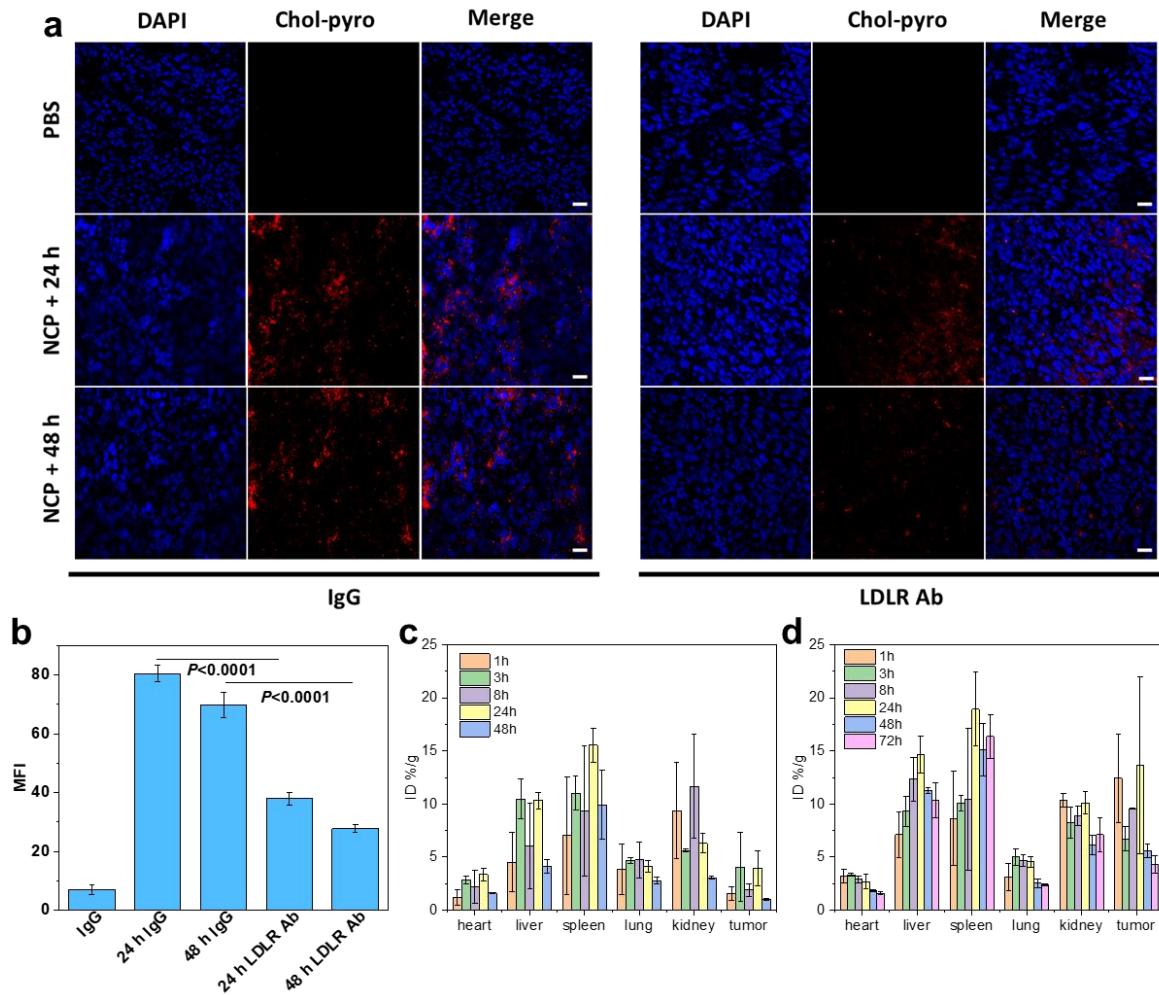 a
DAPI Chol-pyro Merge DAPI Chol-pyro Merge
PBS
NCP + 24 h
NCP + 48 h
IgG LDLR Ab
b
MFI
80
60
40
20
0
P<0.0001
P<0.0001
IgG 24 h IgG 48 h IgG 24 h LDLR Ab 48 h LDLR Ab
c
ID %/g
25
20
15
10
5
0
1h
3h
8h
24h
48h
heart liver spleen lung kidney tumor
d
ID %/g
25
20
15
10
5
0
1h
3h
8h
24h
48h
72h
heart liver spleen lung kidney tumor